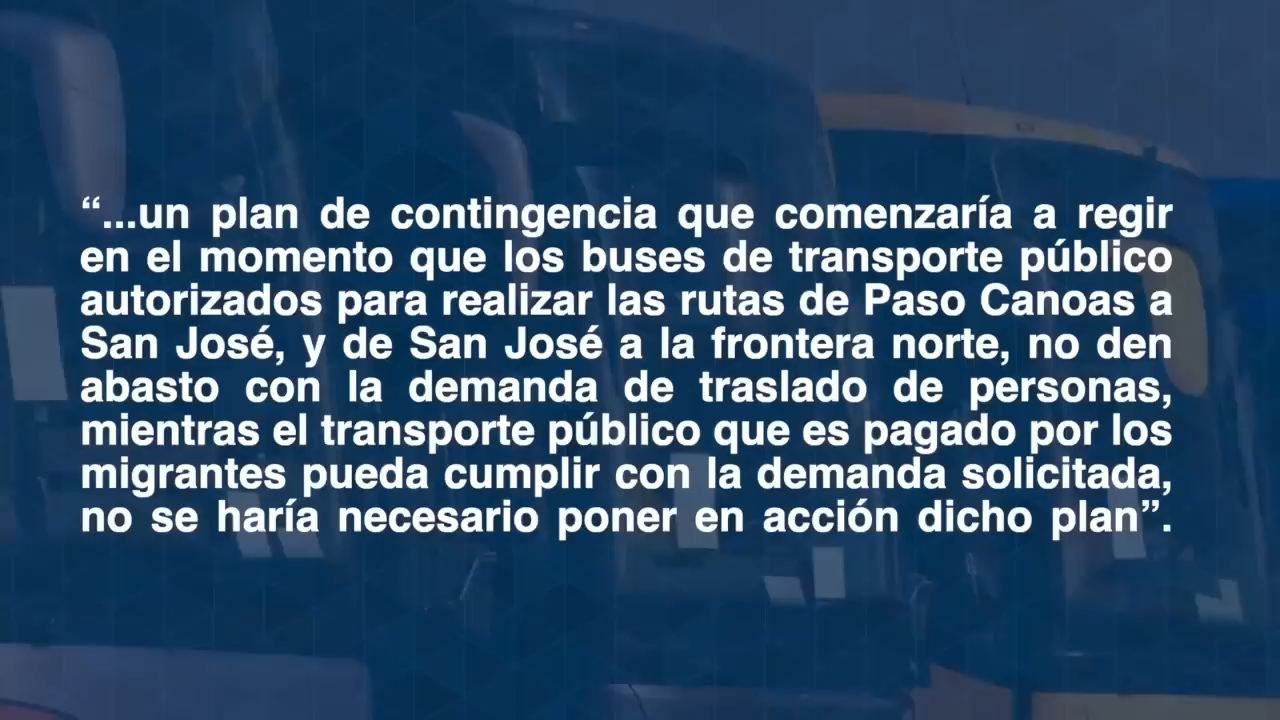 “...un plan de contingencia que comenzaría a regir
en el momento que los buses de transporte público
autorizados para realizar las rutas de Paso Canoas a
San José, y de San José a la frontera norte, no den
abasto con la demanda de traslado de personas,
mientras el transporte público que es pagado por los
migrantes pueda cumplir con la demanda solicitada,
no se haría necesario poner en acción dicho plan”.